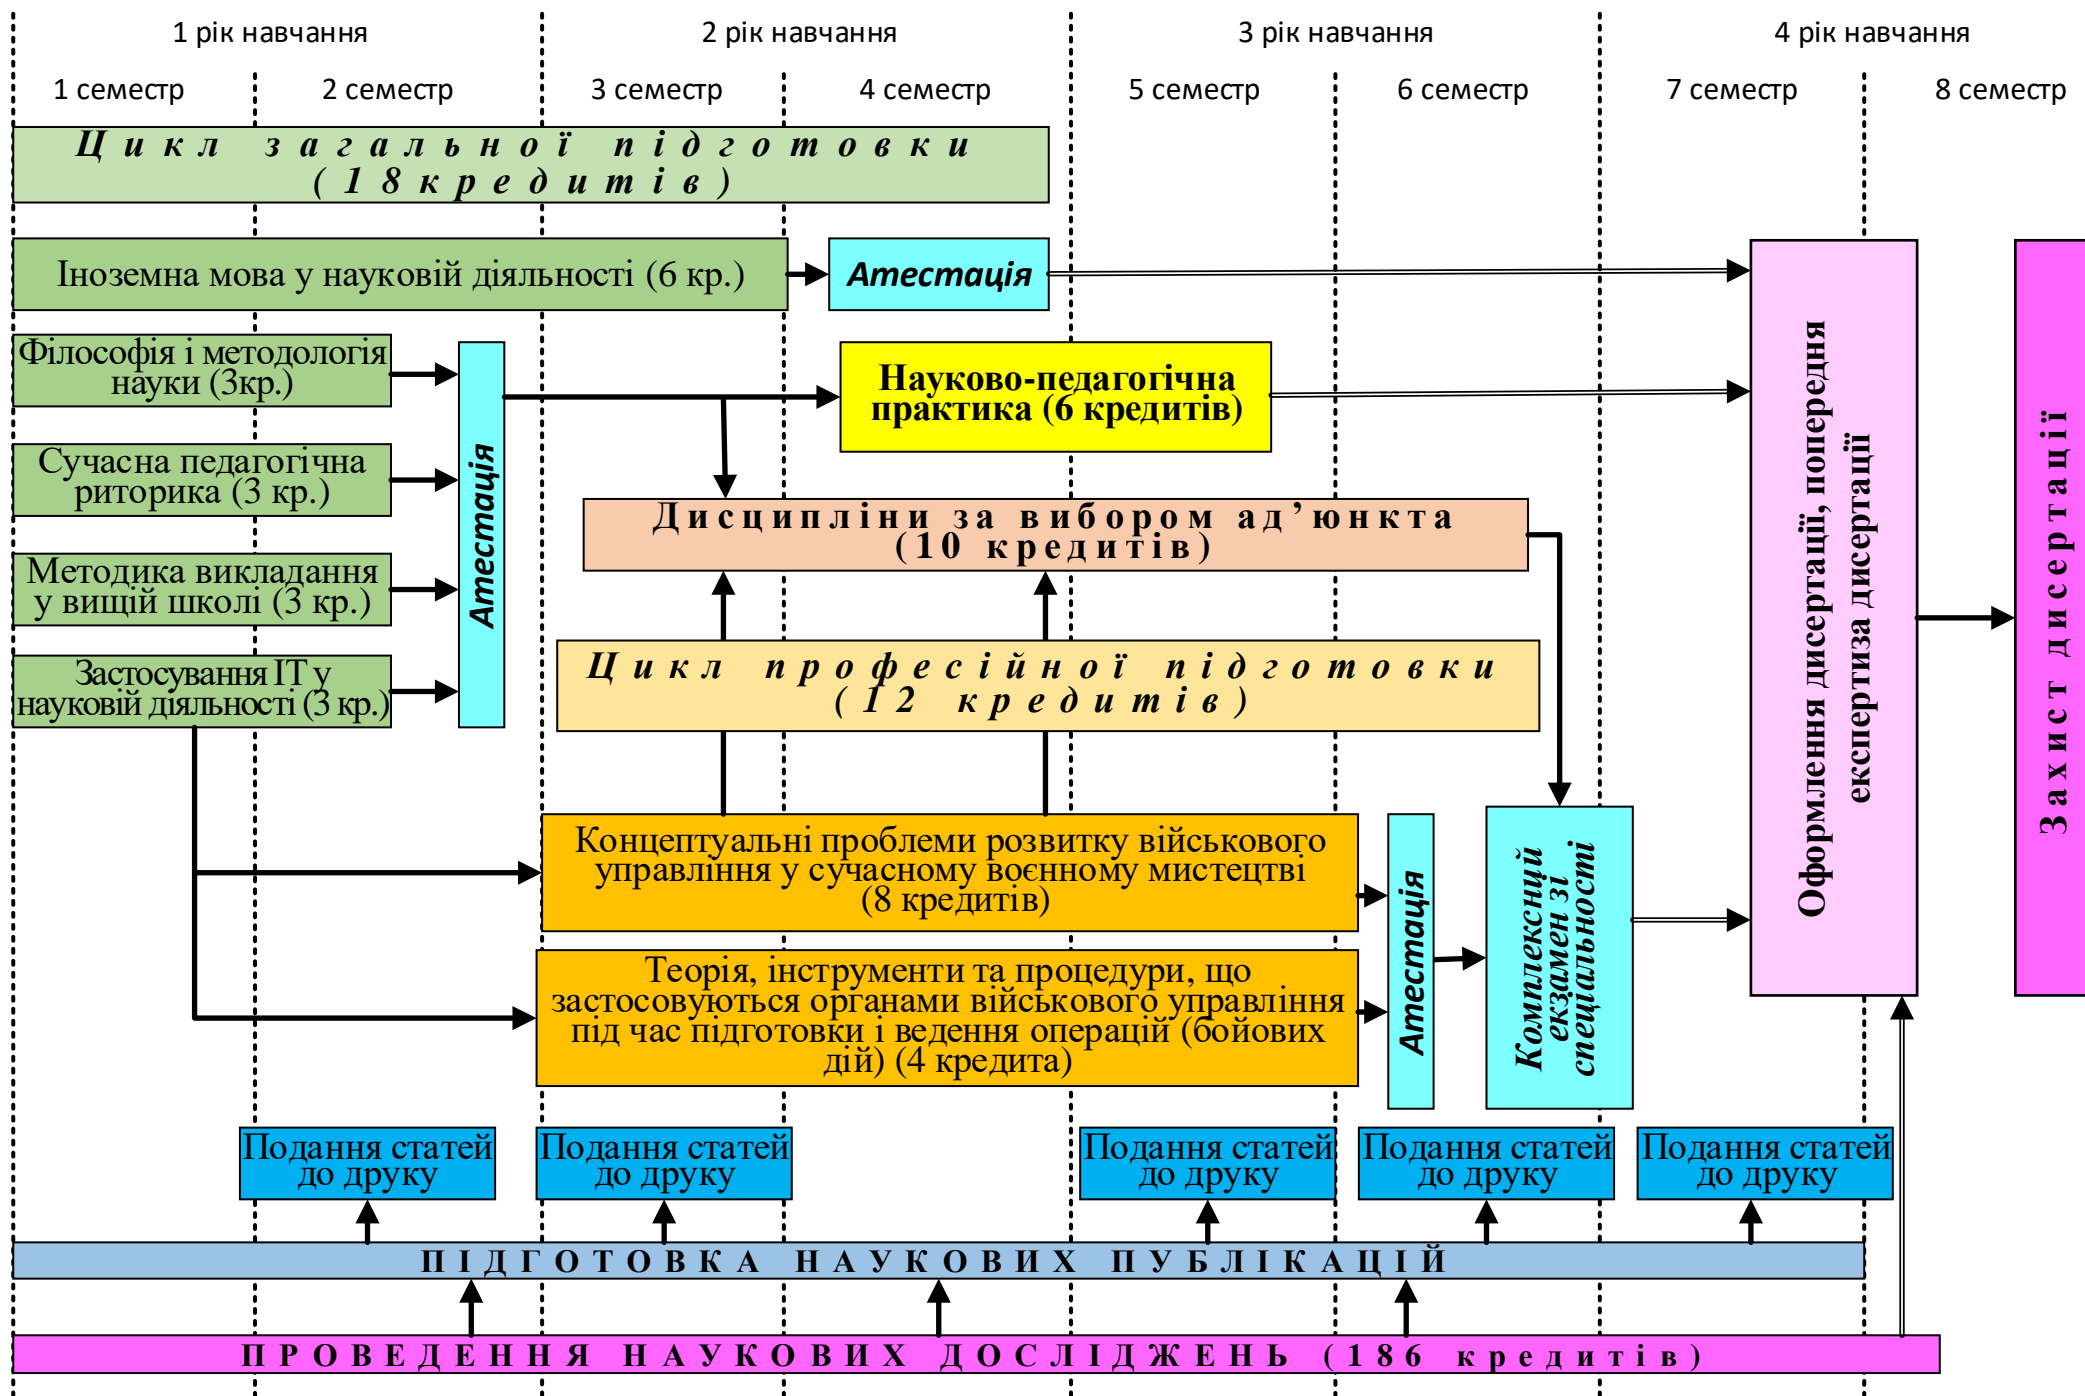 1 рік навчання
2 рік навчання
3 рік навчання
4 рік навчання
1 семестр
2 семестр
3 семестр
4 семестр
5 семестр
6 семестр
7 семестр
8 семестр
Цикл загальної підготовки
(18кредитів)
Іноземна мова у науковій діяльності (6 кр.)
Атестація
Філософія і методологія
науки (3кр.)
Сучасна педагогічна
риторика (3 кр.)
Методика викладання
у вищій школі (3 кр.)
Застосування ІТ у
науковій діяльності (3 кр.)
Атестація
Науково-педагогічна
практика (6 кредитів)
Дисципліни за вибором ад’юнкта
(10 кредитів)
Цикл професійної підготовки
(12 кредитів)
Концептуальні проблеми розвитку військового
управління у сучасному воєнному мистецтві
(8 кредитів)
Теорія, інструменти та процедури, що
застосовуються органами військового управління
під час підготовки і ведення операцій (бойових
дій) (4 кредита)
Атестація
Комплексний
екзамен зі
спеціальності
Оформлення дисертації, попередня
експертиза дисертації
Захист дисертації
Подання статей
до друку
Подання статей
до друку
Подання статей
до друку
Подання статей
до друку
Подання статей
до друку
ПІДГОТОВКА НАУКОВИХ ПУБЛІКАЦІЙ
ПРОВЕДЕННЯ НАУКОВИХ ДОСЛІДЖЕНЬ (186 кредитів)